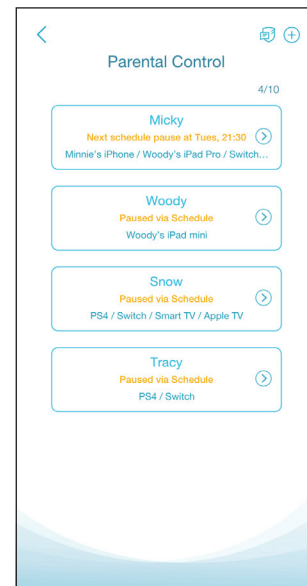 Parental Control
4/10
Micky
Next schedule pause at Tues, 21:30
Minnie's iPhone / Woody's iPad Pro / Switch...
Woody
Paused via Schedule
Woody's iPad mini
Snow
Paused via Schedule
PS4 / Switch / Smart TV / Apple TV
Tracy
Paused via Schedule
PS4 / Switch